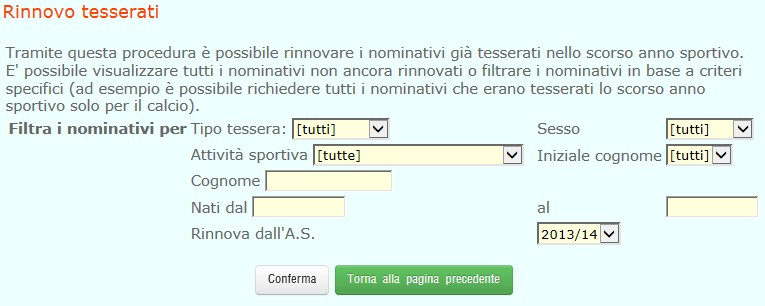 Rinnovo tesserati
Tramite questa procedura è possibile rinnovare i nominativi già tesserati nello scorso anno sportivo.
E' possibile visualizzare tutti i nominativi non ancora rinnovati o filtrare i nominativi in base a criteri
specifici (ad esempio è possibile richiedere tutti i nominativi che erano tesserati lo scorso anno
sportivo solo per il calcio).
Filtra i nominativi per Tipo tessera: [tutti] Sesso [tutti]
Attività sportiva [tutte] Iniziale cognome [tutti]
Cognome
Nati dal al
Rinnova dall'A.S. 2013/14
Conferma Torna alla pagina precedente